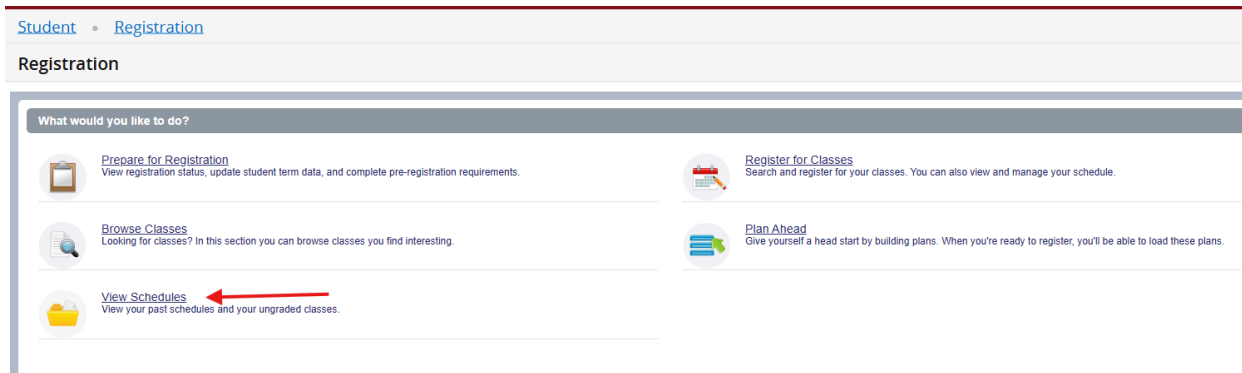 Student • Registration
Registration
What would you like to do?
Prepare for Registration
View registration status, update student term data, and complete pre-registration requirements.
Register for Classes
Search and register for your classes. You can also view and manage your schedule.
Browse Classes
Looking for classes? In this section you can browse classes you find interesting.
Plan Ahead
Give yourself a head start by building plans. When you're ready to register, you'll be able to load these plans.
View Schedules
View your past schedules and your ungraded classes.